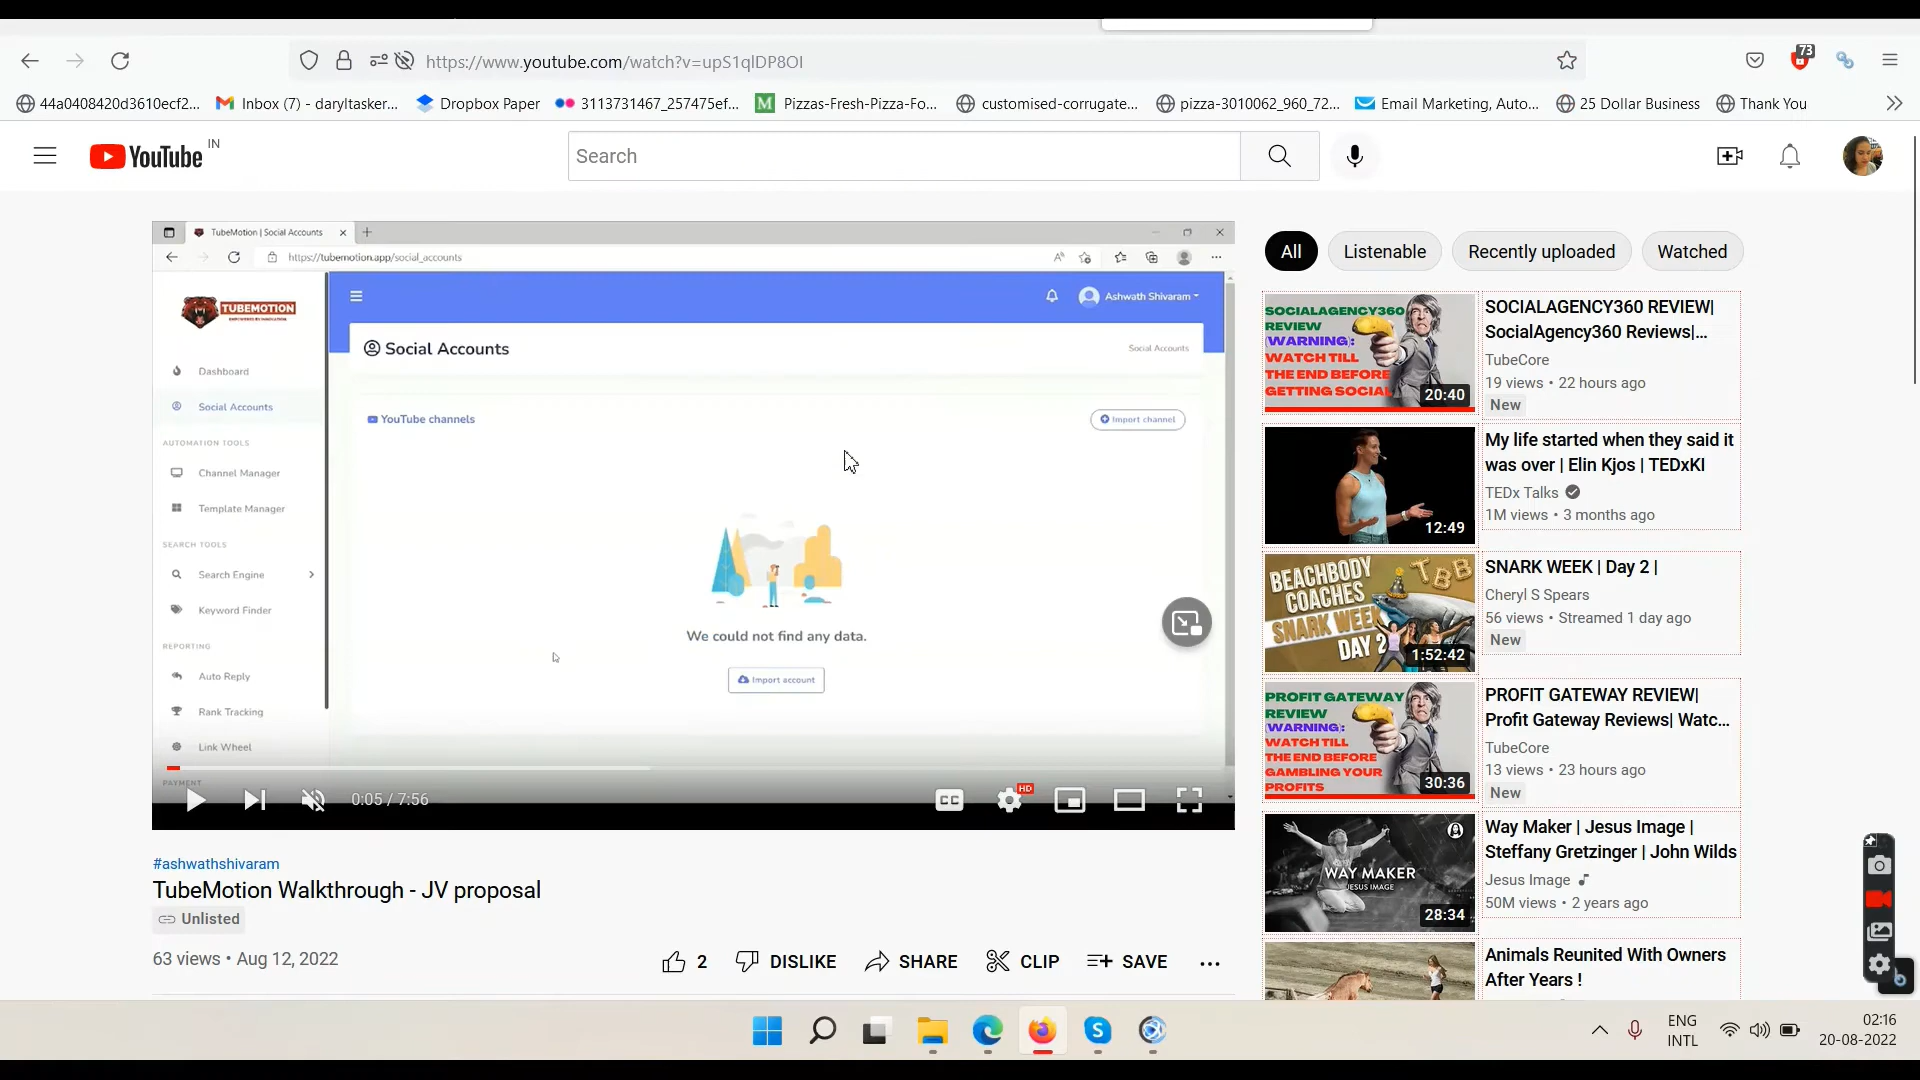 https://www.youtube.com/watch?v=upS1qlDP8OI
73
44a0408420d3610ecf2...
Inbox (7) - daryltasker...
Dropbox Paper
3113731467_257475ef...
Pizzas-Fresh-Pizza-Fo...
customised-corrugate...
pizza-3010062_960_72...
Email Marketing, Auto...
25 Dollar Business
Thank You
YouTube IN
Search
TubeMotion | Social Accounts
https://tubemotion.app/social_accounts
TUBEMOTION
EMPOWERED BY INNOVATION
Ashwath Shivaram
Social Accounts
Social Accounts
Dashboard
Social Accounts
AUTOMATION TOOLS
Channel Manager
Template Manager
SEARCH TOOLS
Search Engine
Keyword Finder
REPORTING
Auto Reply
Rank Tracking
Link Wheel
PAYMENT
YouTube channels
Import channel
We could not find any data.
Import account
0:05 / 7:56
CC
HD
#ashwathshivaram
TubeMotion Walkthrough - JV proposal
Unlisted
63 views • Aug 12, 2022
2
DISLIKE
SHARE
CLIP
SAVE
All
Listenable
Recently uploaded
Watched
SOCIALAGENCY360
REVIEW
(WARNING):
WATCH TILL
THE END BEFORE
GETTING SOCIAL
20:40
SOCIALAGENCY360 REVIEW|
SocialAgency360 Reviews|...
TubeCore
19 views • 22 hours ago
New
12:49
My life started when they said it
was over | Elin Kjos | TEDxKI
TEDx Talks
1M views • 3 months ago
BEACHBODY
COACHES
SNARK WEEK
DAY 2
TBB
1:52:42
SNARK WEEK | Day 2 |
Cheryl S Spears
56 views • Streamed 1 day ago
New
PROFIT GATEWAY
REVIEW
(WARNING):
WATCH TILL
THE END BEFORE
GAMBLING YOUR
PROFITS
30:36
PROFIT GATEWAY REVIEW|
Profit Gateway Reviews| Watc...
TubeCore
13 views • 23 hours ago
New
WAY MAKER
JESUS IMAGE
28:34
Way Maker | Jesus Image |
Steffany Gretzinger | John Wilds
Jesus Image
50M views • 2 years ago
Animals Reunited With Owners
After Years !
ENG
INTL
02:16
20-08-2022